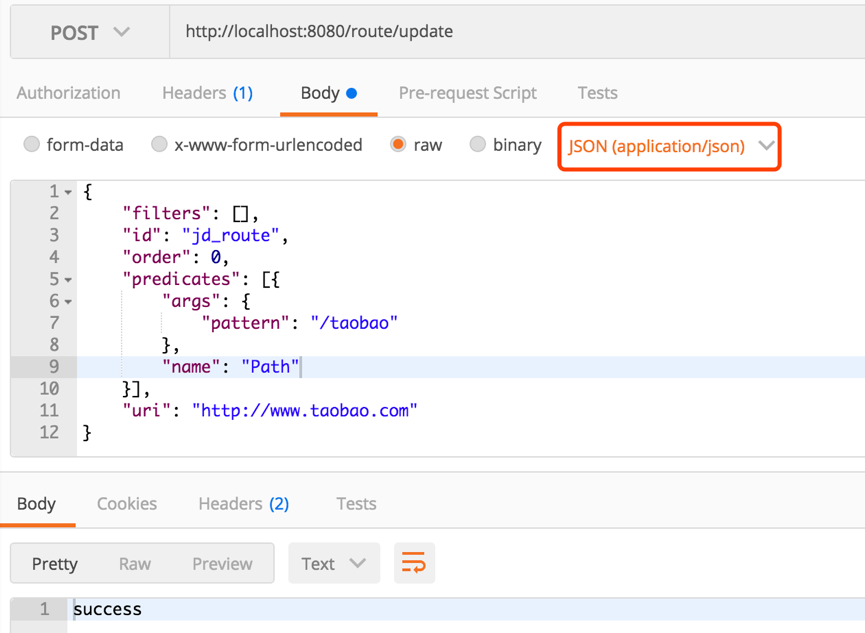 POST http://localhost:8080/route/update
Authorization Headers (1) Body Pre-request Script Tests
form-data x-www-form-urlencoded raw binary JSON (application/json)
1 {
2 "filters": [],
3 "id": "jd_route",
4 "order": 0,
5 "predicates": [{
6 "args": {
7 "pattern": "/taobao"
8 },
9 "name": "Path"
10 }],
11 "uri": "http://www.taobao.com"
12 }
Body Cookies Headers (2) Tests
Pretty Raw Preview Text
1 success